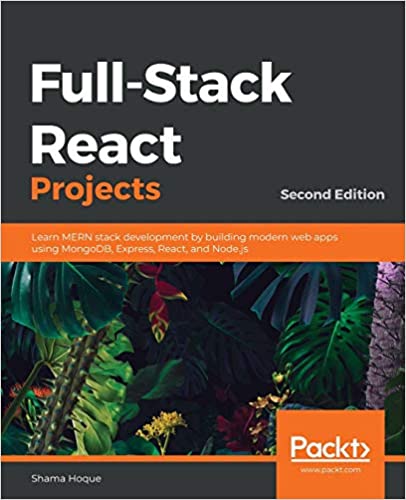 Full-Stack
React
Projects
Second Edition
Learn MERN stack development by building modern web apps
using MongoDB, Express, React, and Node.js
Packt>
www.packt.com
Shama Hoque